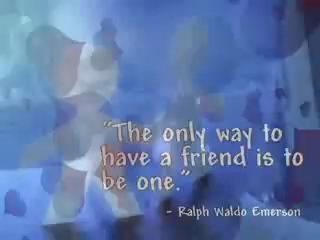 "The only way to
have a friend is to
be one."
- Ralph Waldo Emerson